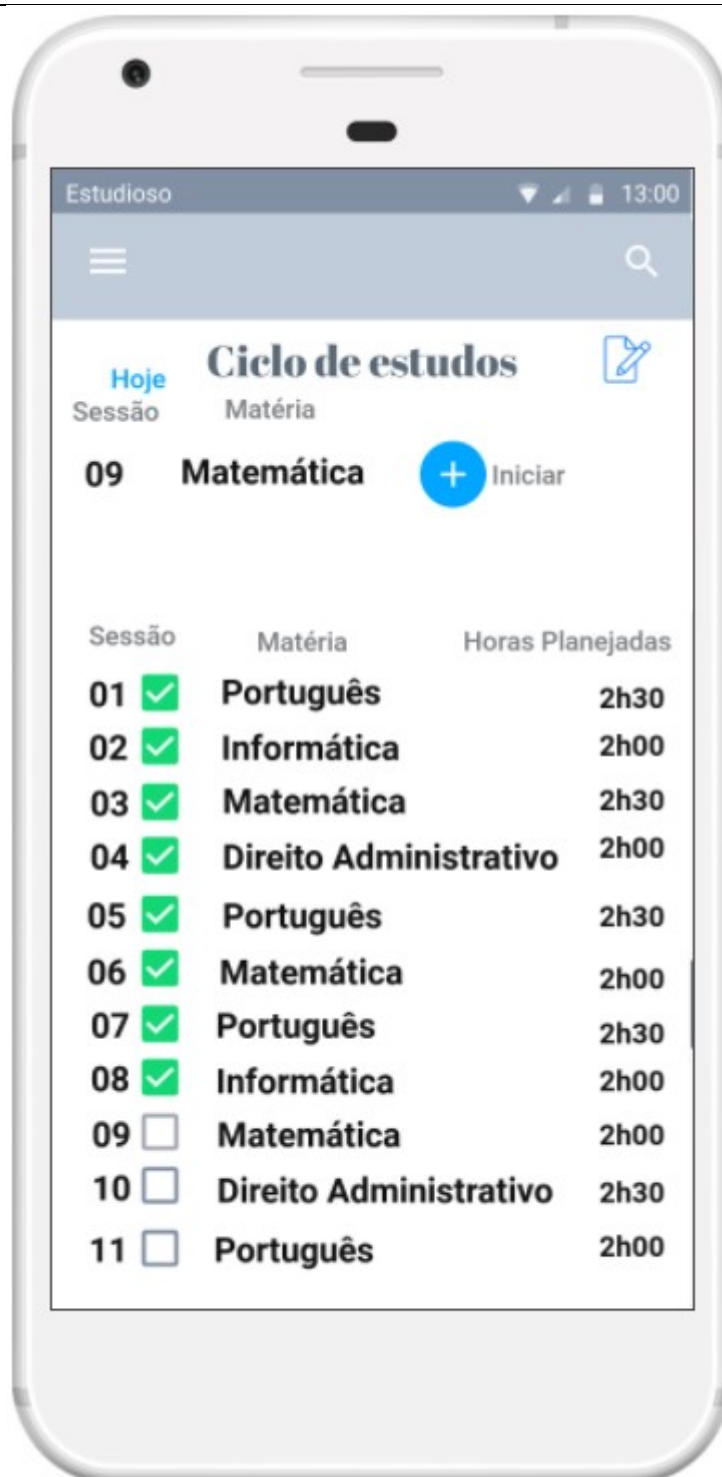 Estudioso 13:00
Ciclo de estudos
Hoje
Sessão Matéria
09 Matemática Iniciar
Sessão Matéria Horas Planejadas
01 Português 2h30
02 Informática 2h00
03 Matemática 2h30
04 Direito Administrativo 2h00
05 Português 2h30
06 Matemática 2h00
07 Português 2h30
08 Informática 2h00
09 Matemática 2h00
10 Direito Administrativo 2h30
11 Português 2h00